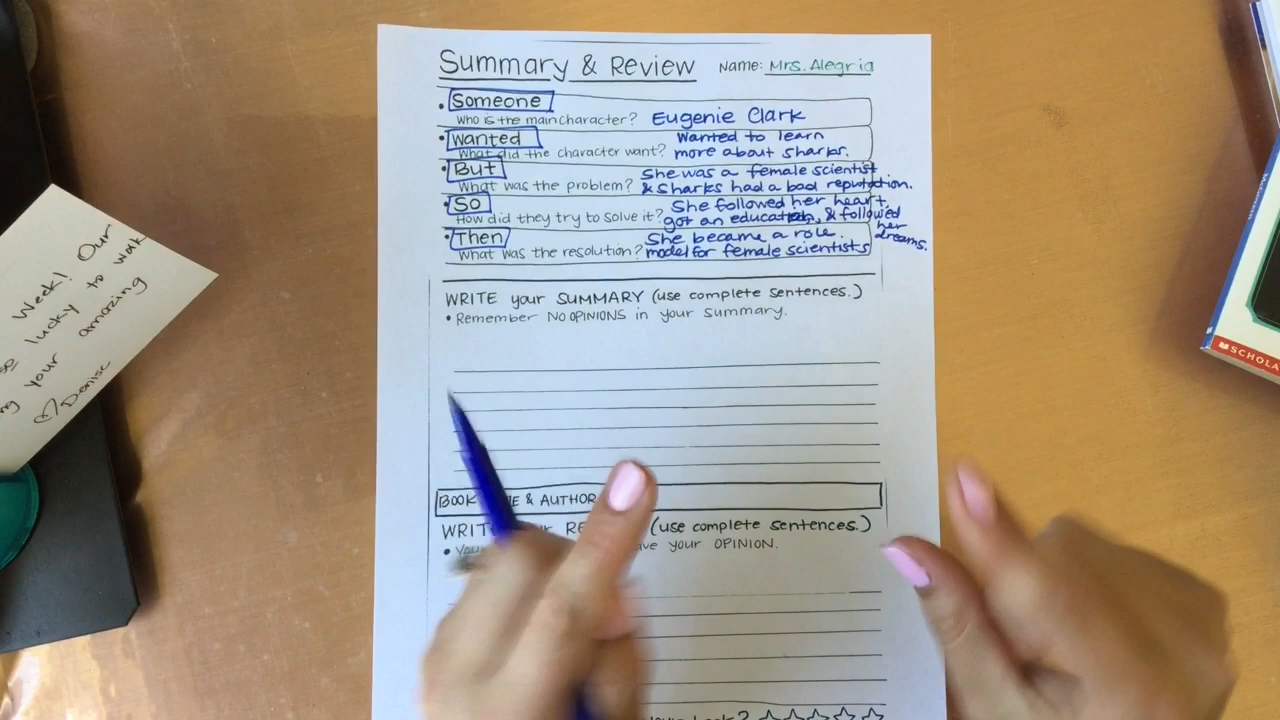 Summary & Review Name: Mrs. Alegria
• Someone
Who is the main character? Eugenie Clark
• Wanted Wanted to learn
What did the character want? more about sharks.
• But She was a female scientist
What was the problem? & sharks had a bad reputation.
• So She followed her heart,
How did they try to solve it? got an education, & followed
her
dreams.
• Then She became a role
What was the resolution? model for female scientists
WRITE your SUMMARY (use complete sentences.)
• Remember NO OPINIONS in your summary.
BOOK & AUTHOR
(use complete sentences.)
your OPINION.
Week! Our
so lucky to work
your amazing
Denise
SCHOLA